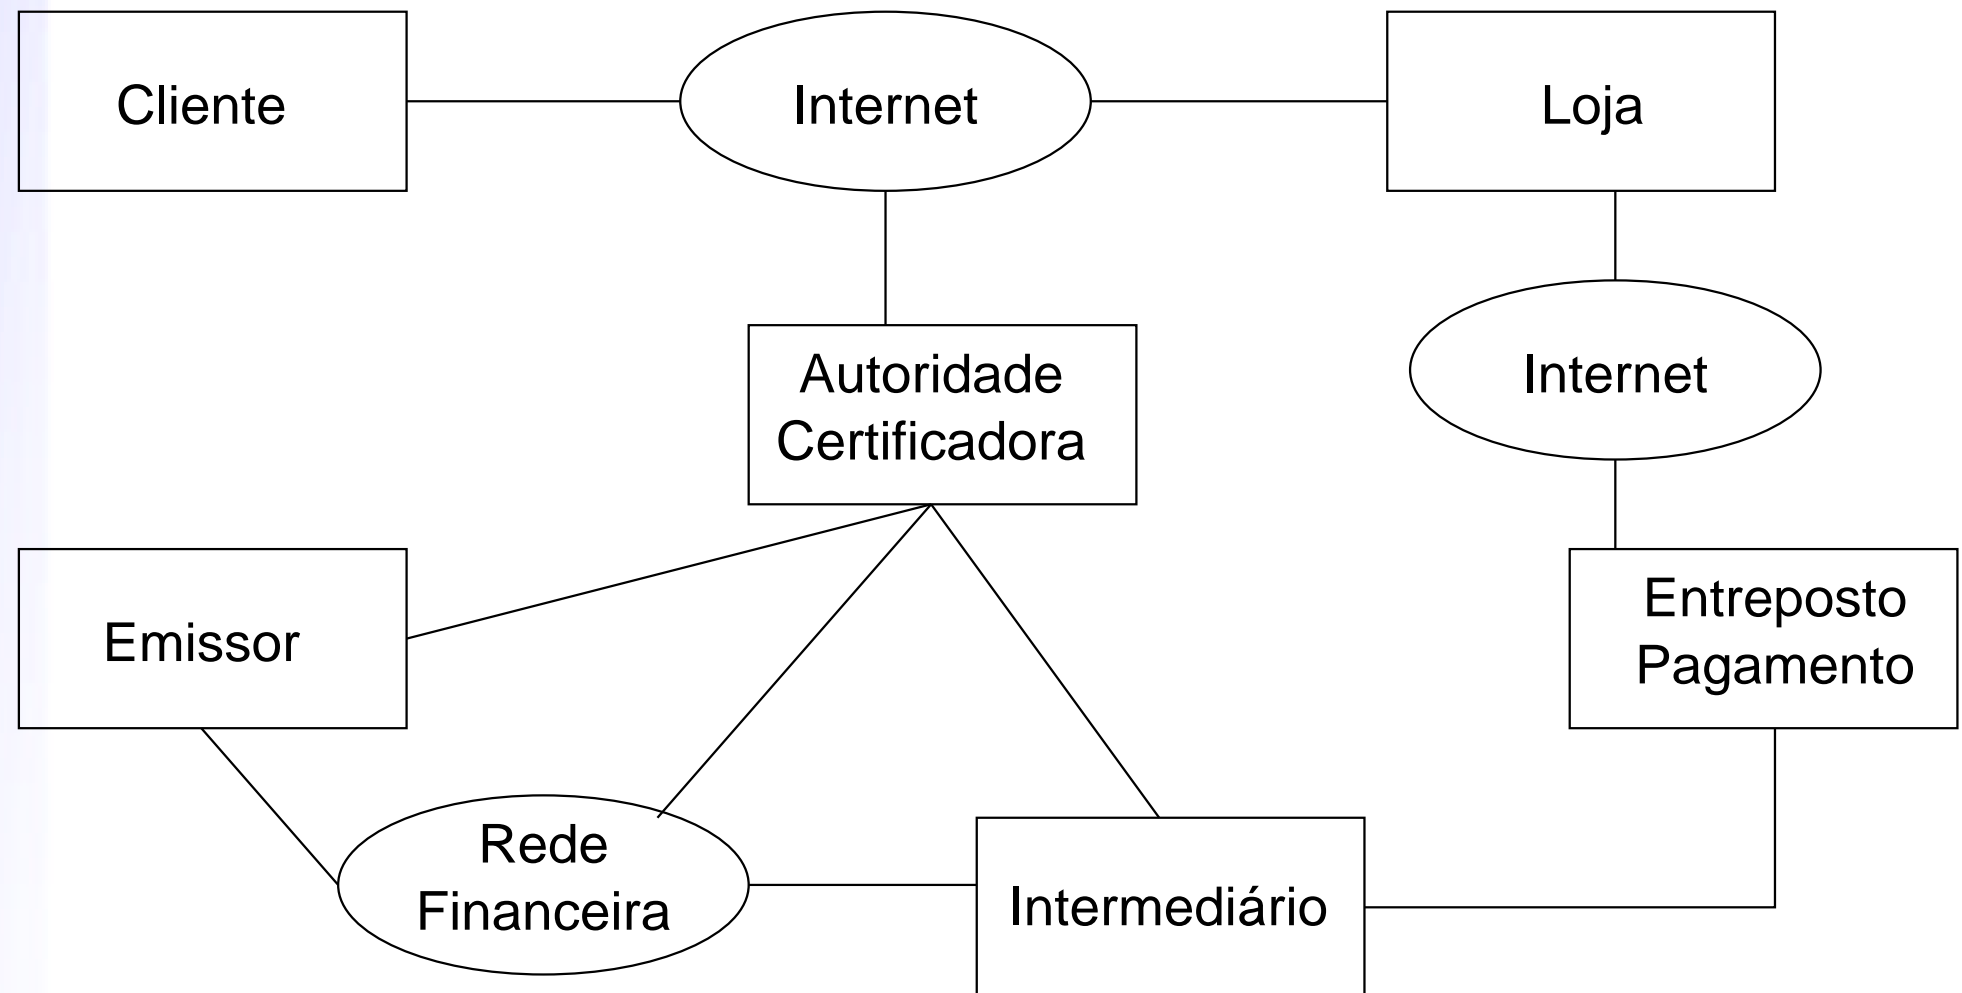 Cliente
Internet
Loja
Autoridade
Certificadora
Internet
Emissor
Entreposto
Pagamento
Rede
Financeira
Intermediário